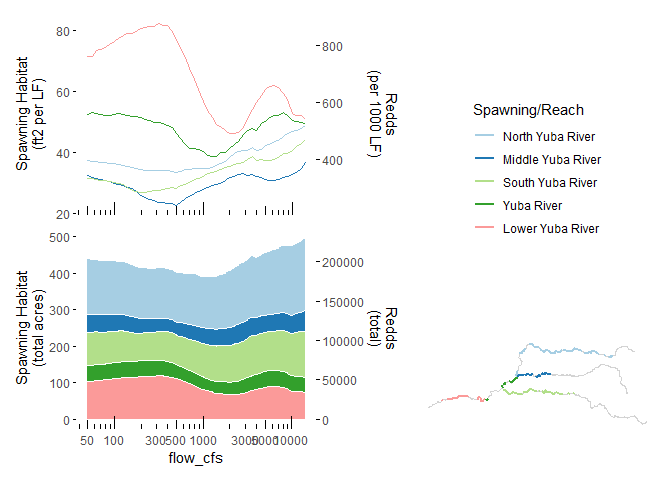 80
60
40
20
Spawning Habitat
(ft2 per LF)
800
600
400
Redds
(per 1000 LF)
500
400
300
200
100
0
Spawning Habitat
(total acres)
200000
150000
100000
50000
0
Redds
(total)
50 100 300 500 1000 3000 5000 10000
flow_cfs
Spawning/Reach
North Yuba River
Middle Yuba River
South Yuba River
Yuba River
Lower Yuba River